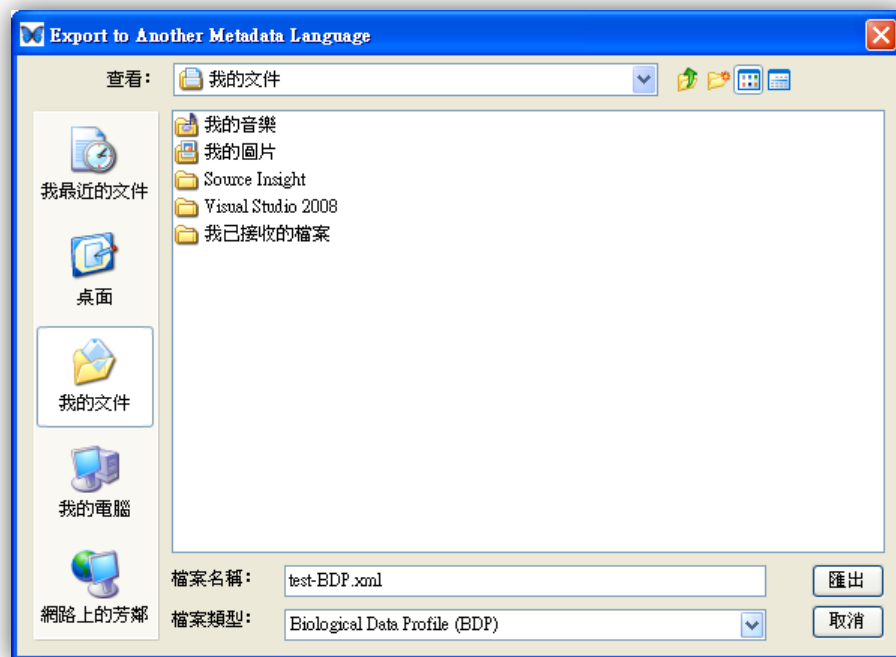 Export to Another Metadata Language
查看：
我的文件
我的音樂
我的圖片
Source Insight
Visual Studio 2008
我已接收的檔案
我最近的文件
桌面
我的文件
我的電腦
網路上的芳鄰
檔案名稱：
test-BDP.xml
匯出
檔案類型：
Biological Data Profile (BDP)
取消